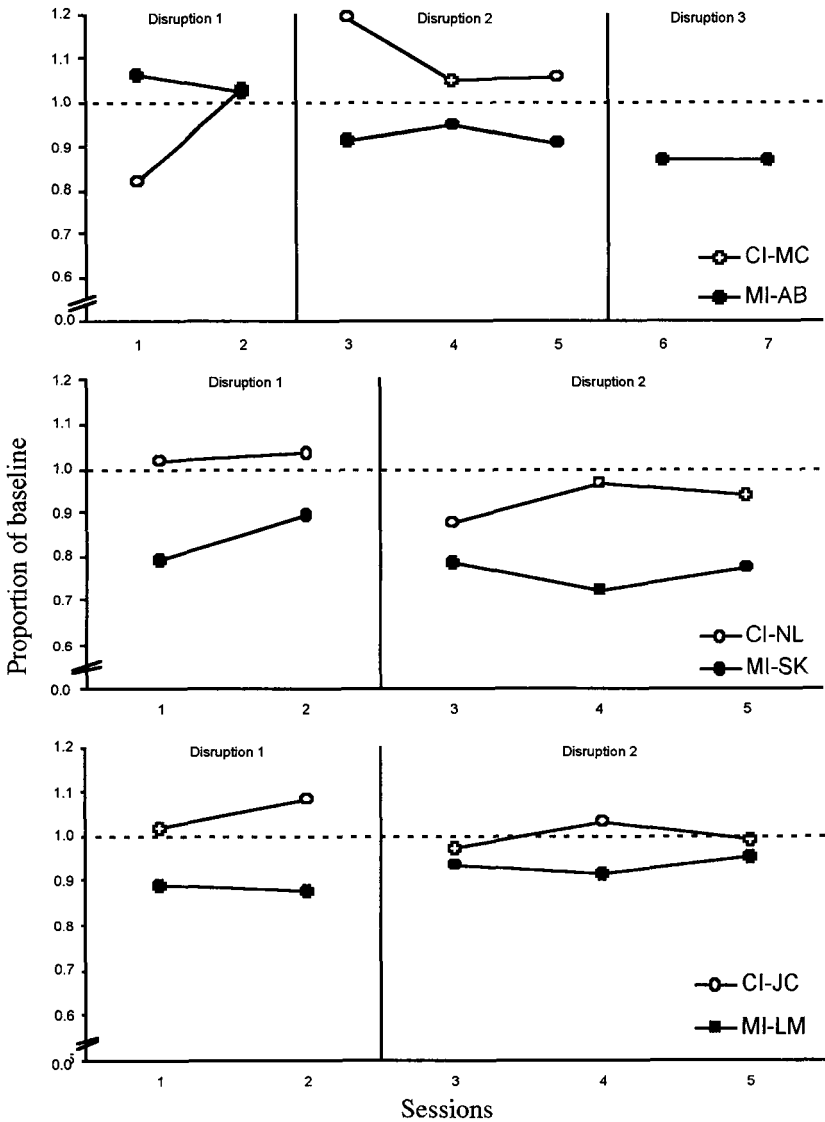 Disruption 1 Disruption 2 Disruption 3
1.2
1.1
1.0
0.9
0.8
0.7
0.6
0.0
CI-MC
MI-AB
1 2 3 4 5 6 7
Disruption 1 Disruption 2
1.2
1.1
1.0
0.9
0.8
0.7
0.6
0.0
CI-NL
MI-SK
1 2 3 4 5
Proportion of baseline
Disruption 1 Disruption 2
1.2
1.1
1.0
0.9
0.8
0.7
0.6
0.0
CI-JC
MI-LM
1 2 3 4 5
Sessions